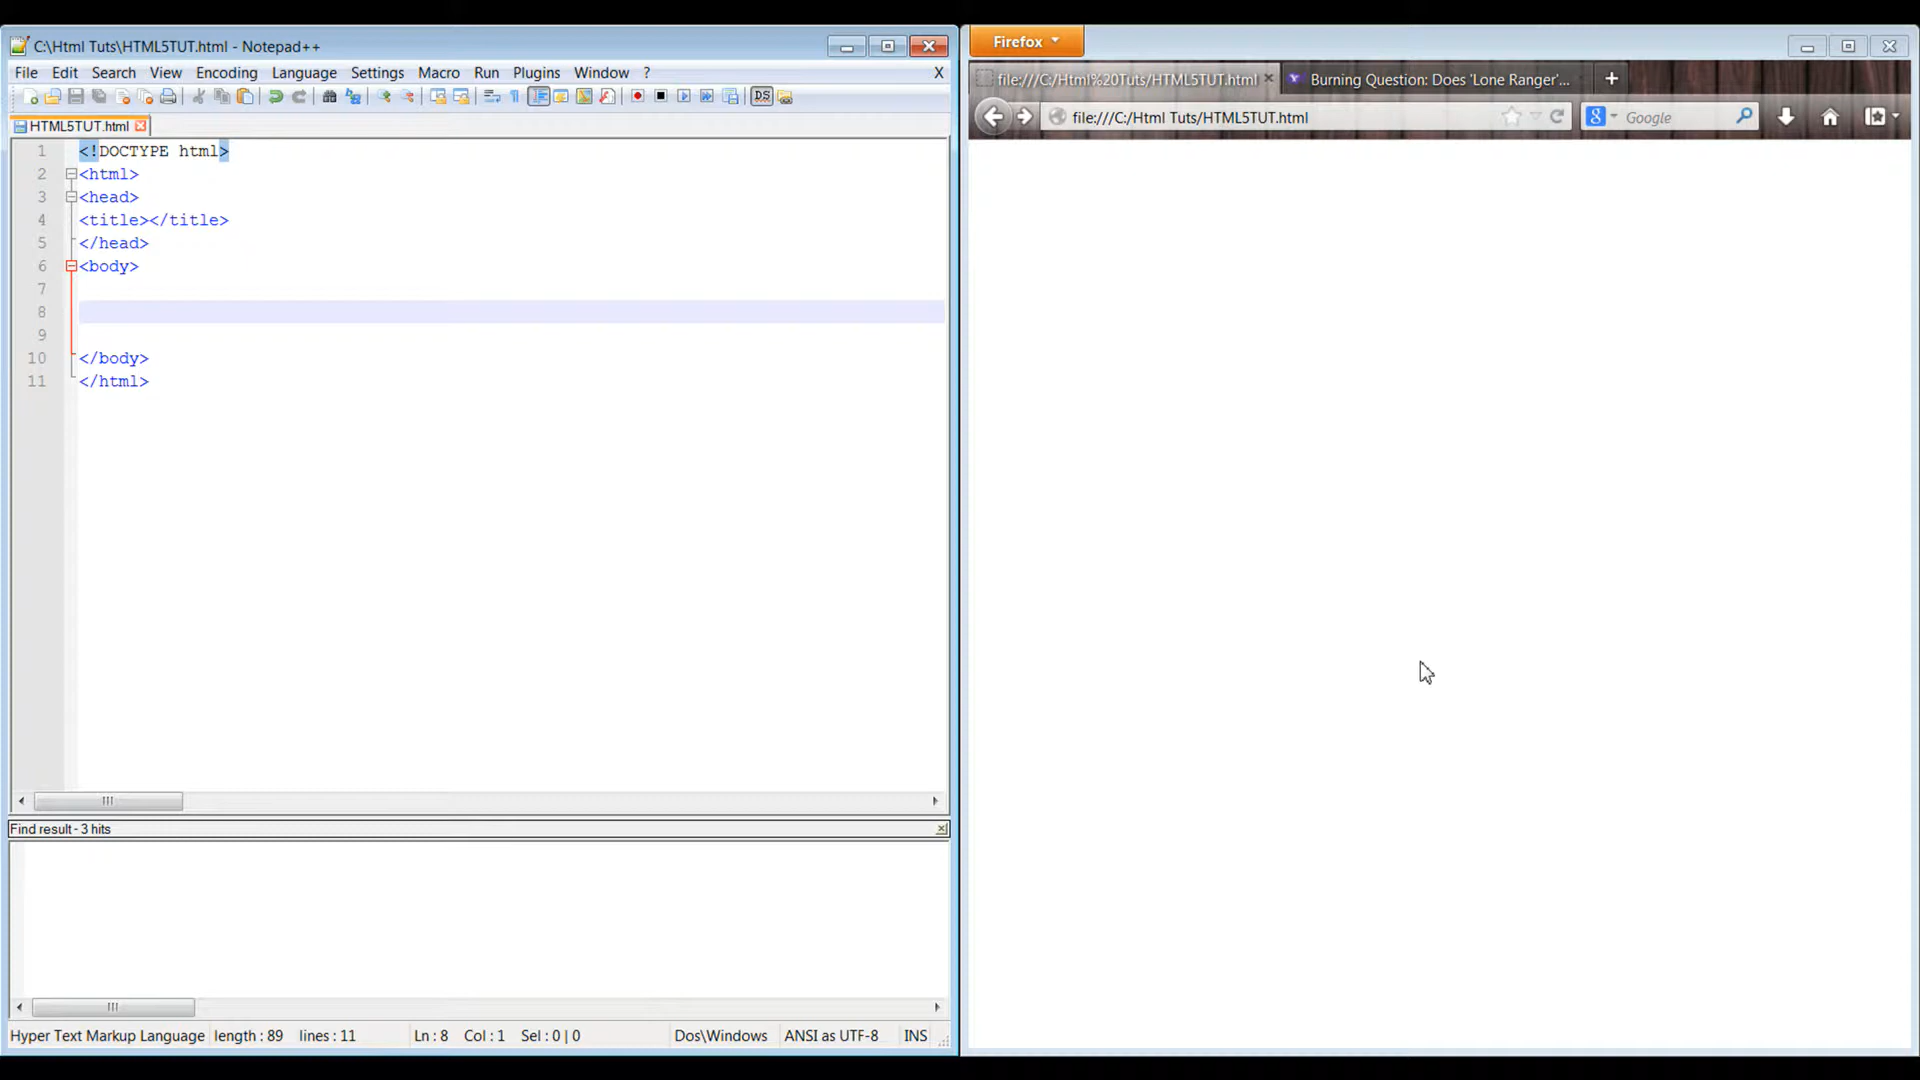 C:\Html Tuts\HTML5TUT.html - Notepad++
File Edit Search View Encoding Language Settings Macro Run Plugins Window ? X
HTML5TUT.html
1 <!DOCTYPE html>
2 <html>
3 <head>
4 <title></title>
5 </head>
6 <body>
7
8
9
10 </body>
11 </html>
Find result - 3 hits
Hyper Text Markup Language length : 89 lines : 11 Ln : 8 Col : 1 Sel : 0 | 0 Dos\Windows ANSI as UTF-8 INS
Firefox
file:///C:/Html%20Tuts/HTML5TUT.html
Burning Question: Does 'Lone Ranger'...
file:///C:/Html Tuts/HTML5TUT.html
Google